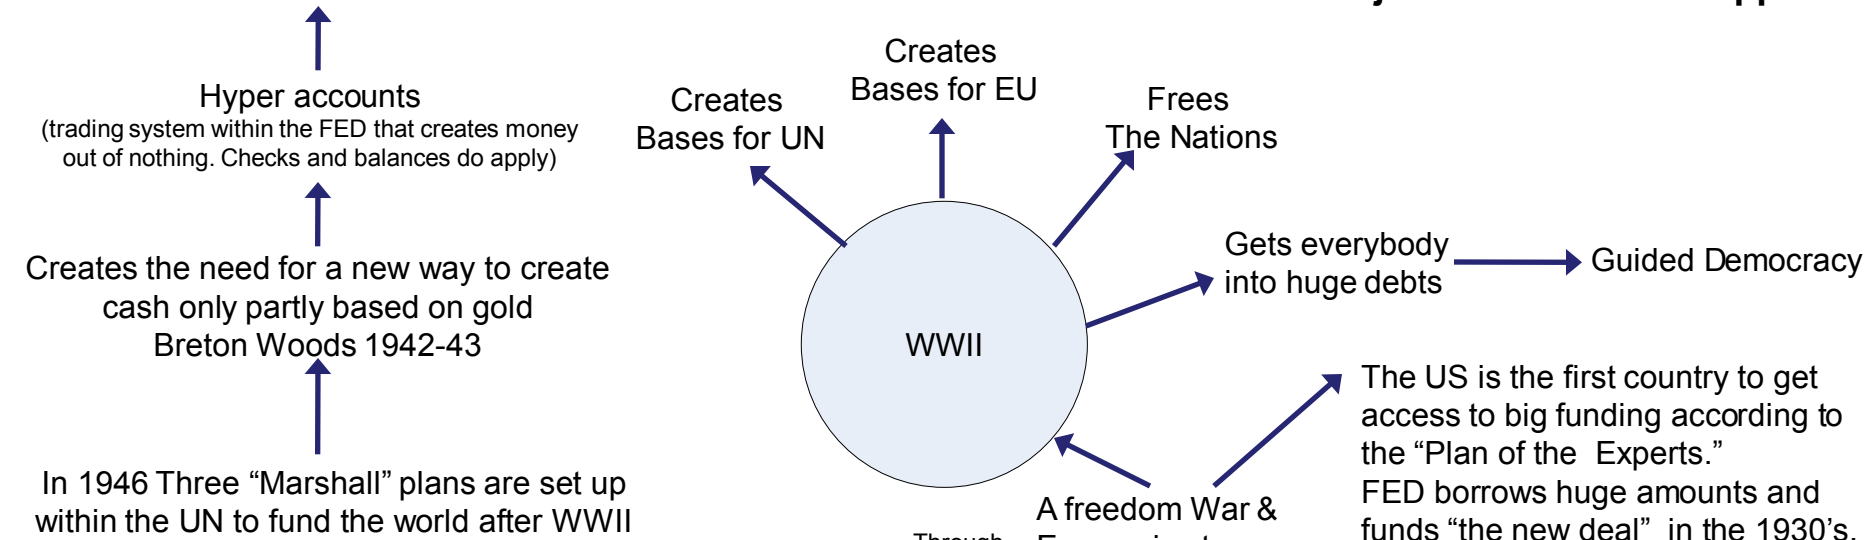 Creates
Bases for EU
Creates
Bases for UN
Frees
The Nations
Hyper accounts
(trading system within the FED that creates money
out of nothing. Checks and balances do apply)
Gets everybody
into huge debts
Guided Democracy
Creates the need for a new way to create
cash only partly based on gold
Breton Woods 1942-43
WWII
The US is the first country to get
access to big funding according to
the “Plan of the Experts.”
FED borrows huge amounts and
funds “the new deal” in the 1930’s.
In 1946 Three “Marshall” plans are set up
within the UN to fund the world after WWII
A freedom War &
Through